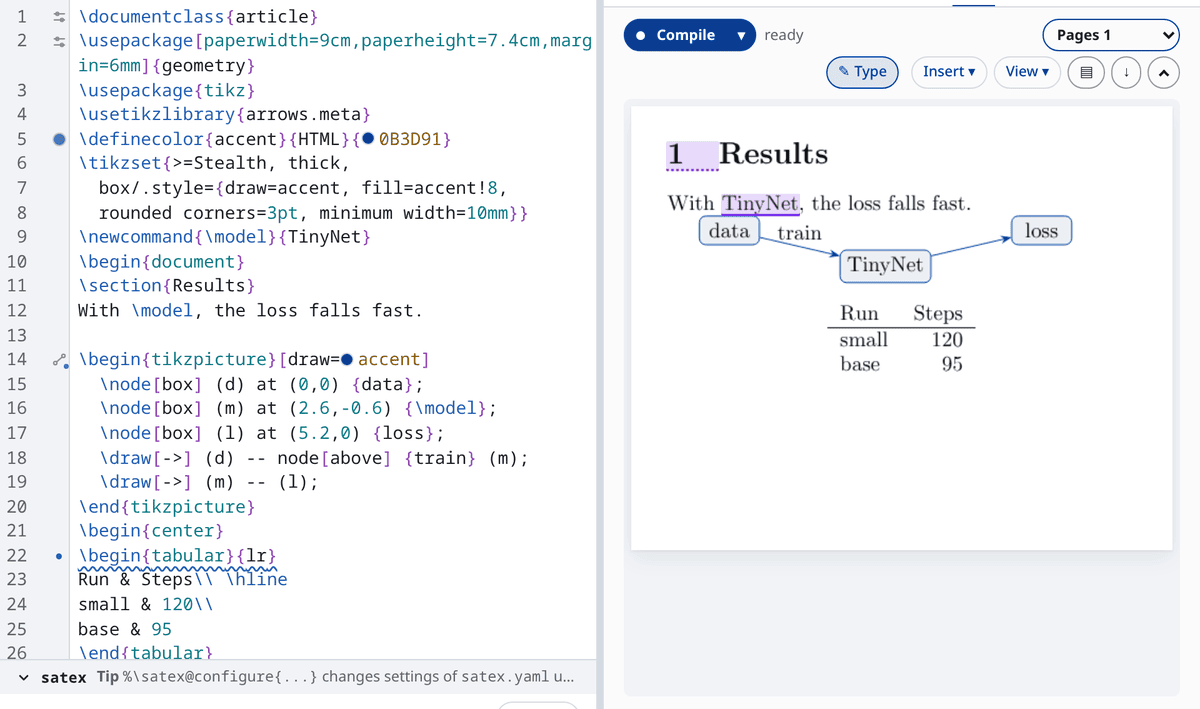 1 \documentclass{article}
2 \usepackage[paperwidth=9cm,paperheight=7.4cm,marg
in=6mm]{geometry}
3 \usepackage{tikz}
4 \usetikzlibrary{arrows.meta}
5 \definecolor{accent}{HTML}{0B3D91}
6 \tikzset{>=Stealth, thick,
7   box/.style={draw=accent, fill=accent!8,
8   rounded corners=3pt, minimum width=10mm}}
9 \newcommand{\model}{TinyNet}
10 \begin{document}
11 \section{Results}
12 With \model, the loss falls fast.
13
14 \begin{tikzpicture}[draw=accent]
15   \node[box] (d) at (0,0) {data};
16   \node[box] (m) at (2.6,-0.6) {\model};
17   \node[box] (l) at (5.2,0) {loss};
18   \draw[->] (d) -- node[above] {train} (m);
19   \draw[->] (m) -- (l);
20 \end{tikzpicture}
21 \begin{center}
22 \begin{tabular}{lr}
23 Run & Steps\\ \hline
24 small & 120\\
25 base & 95
26 \end{tabular}
satex Tip %\satex@configure{...} changes settings of satex.yaml u...
Compile ▾ ready Pages 1
✎ Type Insert ▾ View ▾ ▤ ↓
1 Results
With TinyNet, the loss falls fast.
data train loss
TinyNet
Run Steps
small 120
base 95